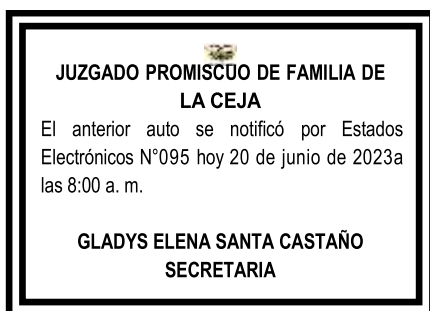 JUZGADO PROMISCUO DE FAMILIA DE
LA CEJA
El anterior auto se notificó por Estados
Electrónicos N°095 hoy 20 de junio de 2023a
las 8:00 a. m.
GLADYS ELENA SANTA CASTAÑO
SECRETARIA